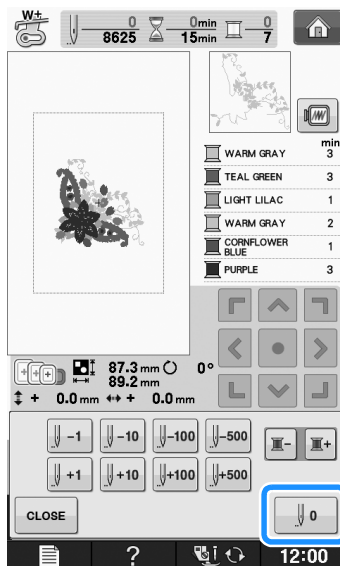 W+
0 0min 0
8625 15min 7
min
WARM GRAY 3
TEAL GREEN 3
LIGHT LILAC 1
WARM GRAY 2
CORNFLOWER
BLUE 1
PURPLE 3
87.3 mm 0°
89.2 mm
+ 0.0 mm + 0.0 mm
-1 -10 -100 -500 - +
+1 +10 +100 +500
CLOSE 0
? 12:00